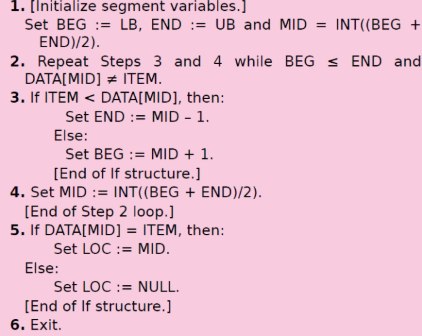 1. [Initialize segment variables.]
Set BEG := LB, END := UB and MID = INT((BEG +
END)/2).
2. Repeat Steps 3 and 4 while BEG ≤ END and
DATA[MID] ≠ ITEM.
3. If ITEM < DATA[MID], then:
Set END := MID – 1.
Else:
Set BEG := MID + 1.
[End of If structure.]
4. Set MID := INT((BEG + END)/2).
[End of Step 2 loop.]
5. If DATA[MID] = ITEM, then:
Set LOC := MID.
Else:
Set LOC := NULL.
[End of If structure.]
6. Exit.